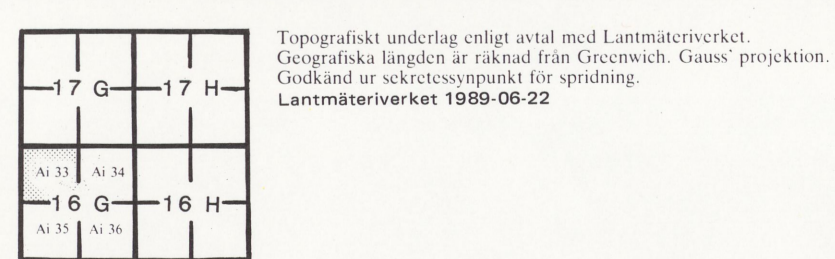 Topografiskt underlag enligt avtal med Lantmäteriverket.
Geografiska längden är räknad från Greenwich. Gauss` projektion.
Godkänd ur sekretessynpunkt för spridning.
Lantmäteriverket 1989-06-22
17 G 17 H
Ai 33 Ai 34
16 G 16 H
Ai 35 Ai 36